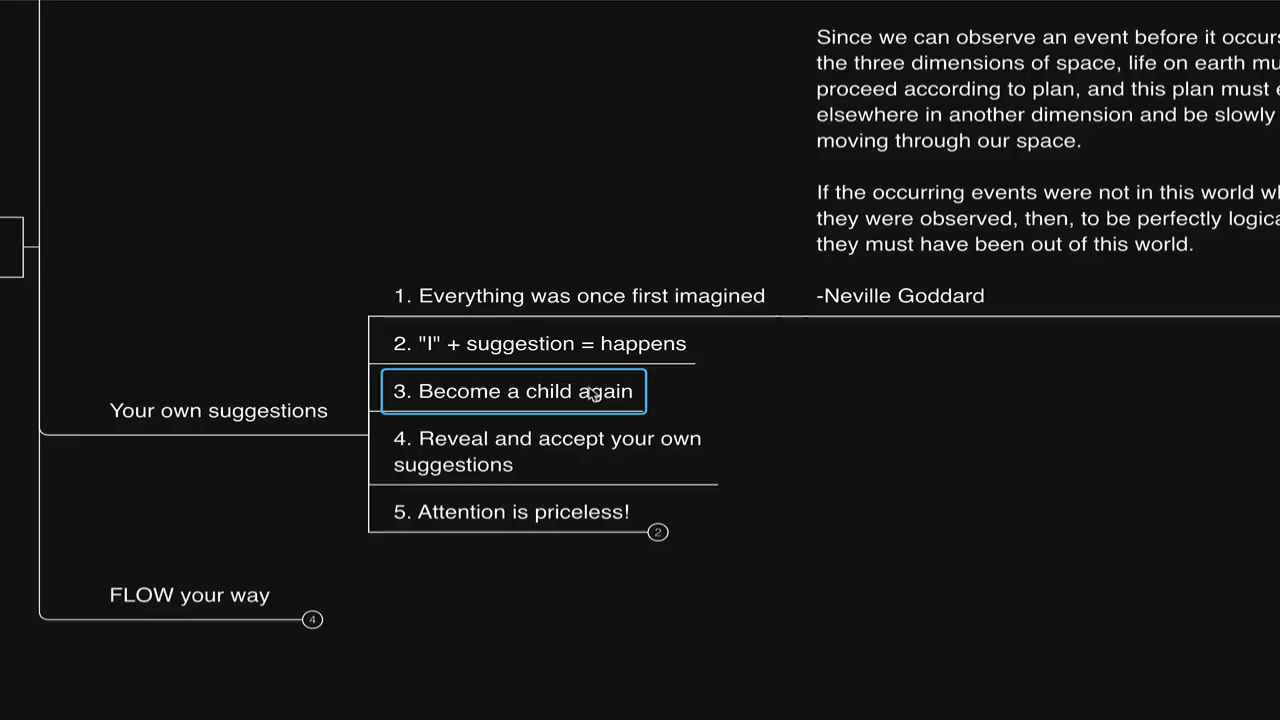 Since we can observe an event before it occurs
the three dimensions of space, life on earth mu
proceed according to plan, and this plan must e
elsewhere in another dimension and be slowly
moving through our space.
If the occurring events were not in this world wh
they were observed, then, to be perfectly logica
they must have been out of this world.
-Neville Goddard
1. Everything was once first imagined
2. "I" + suggestion = happens
3. Become a child again
4. Reveal and accept your own
suggestions
5. Attention is priceless!
2
Your own suggestions
FLOW your way
4